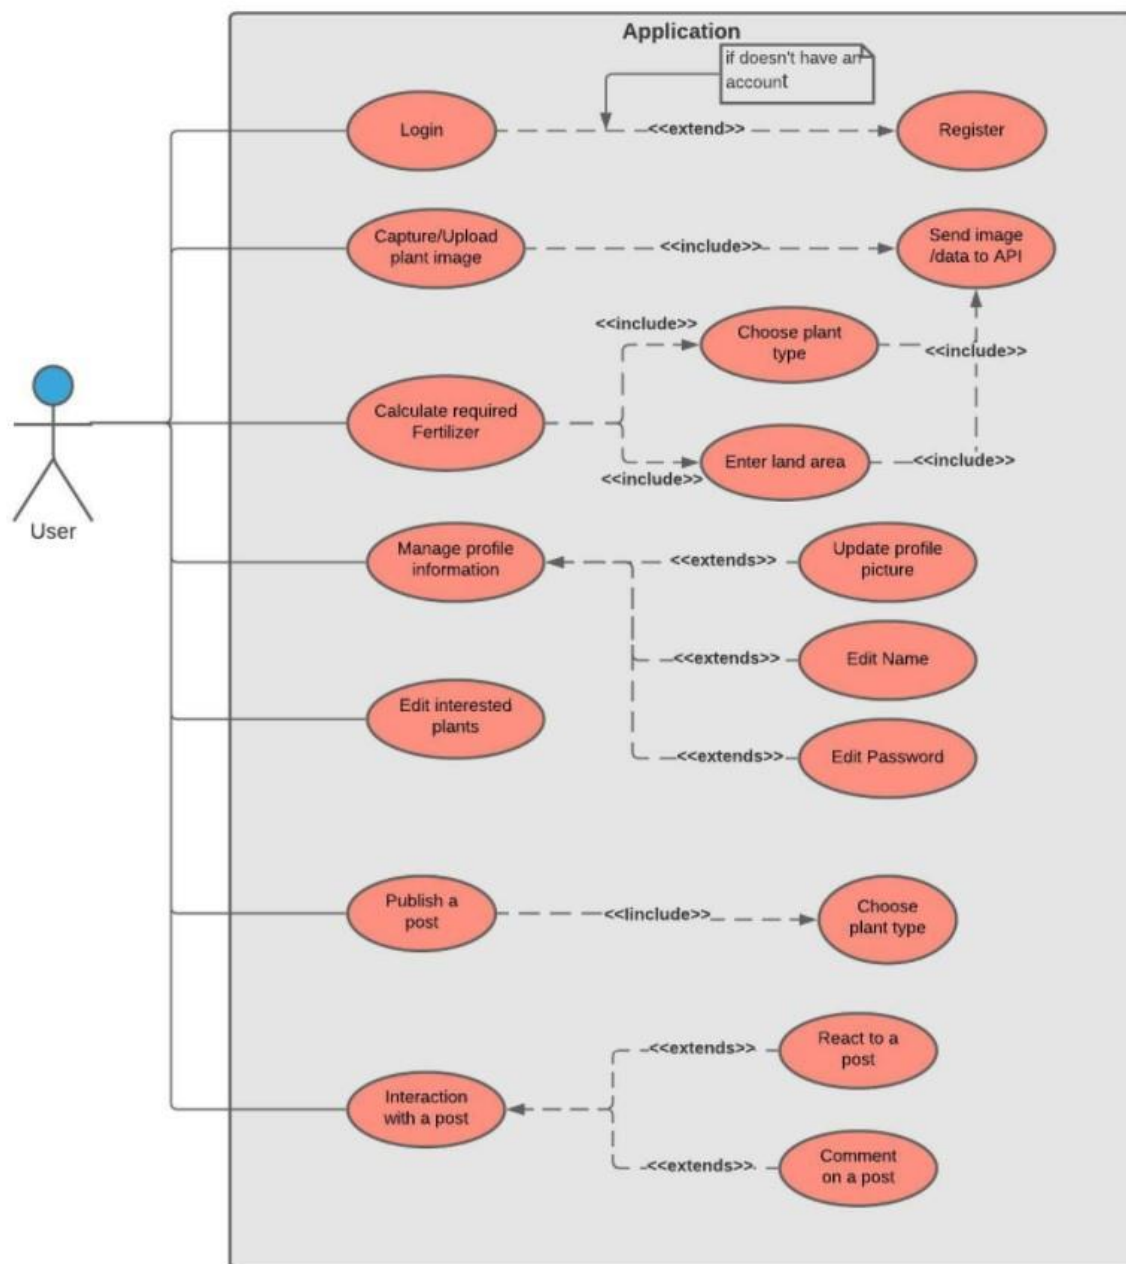 Application
if doesn't have an
account
Login
<<extend>>
Register
Capture/Upload
plant image
<<include>>
Send image
/data to API
<<include>>
Choose plant
type
<<include>>
Calculate required
Fertilizer
Enter land area
<<include>>
<<include>>
User
Manage profile
information
<<extends>>
Update profile
picture
<<extends>>
Edit Name
Edit interested
plants
<<extends>>
Edit Password
Publish a
post
<<Iinclude>>
Choose
plant type
<<extends>>
React to a
post
Interaction
with a post
<<extends>>
Comment
on a post